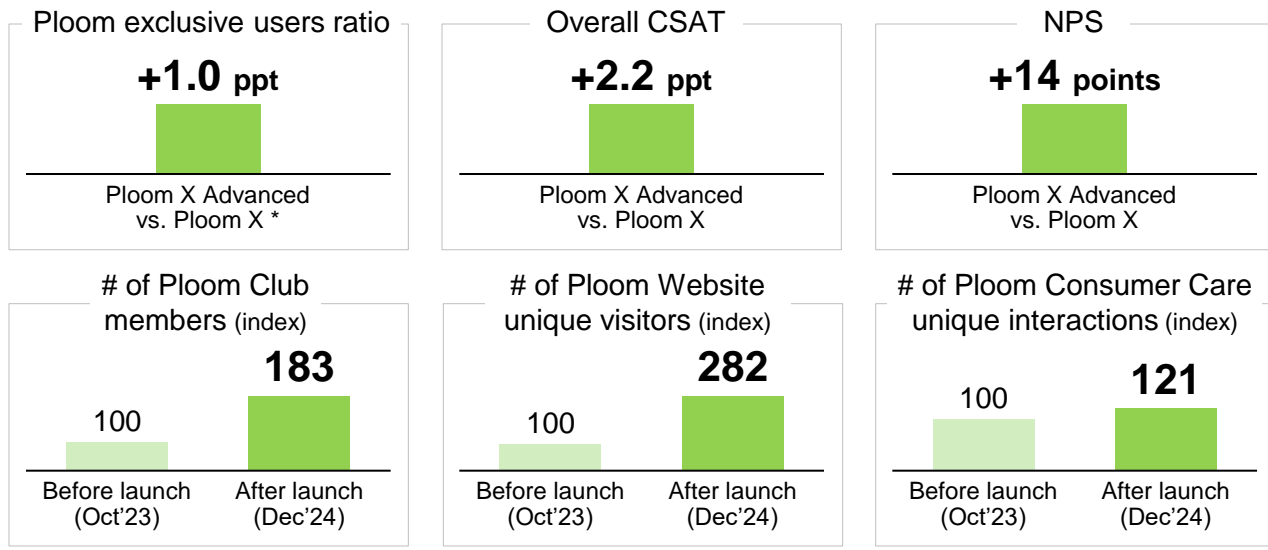 Ploom exclusive users ratio
+1.0 ppt
Ploom X Advanced
vs. Ploom X *
Overall CSAT
+2.2 ppt
Ploom X Advanced
vs. Ploom X
NPS
+14 points
Ploom X Advanced
vs. Ploom X
# of Ploom Club
members (index)
100
183
Before launch
(Oct'23)
After launch
(Dec'24)
# of Ploom Website
unique visitors (index)
100
282
Before launch
(Oct'23)
After launch
(Dec'24)
# of Ploom Consumer Care
unique interactions (index)
100
121
Before launch
(Oct'23)
After launch
(Dec'24)